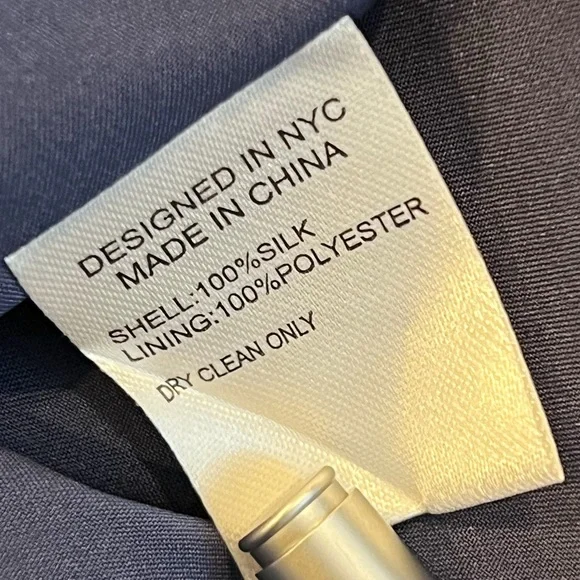 DESIGNED IN NYC
MADE IN CHINA
SHELL:100%SILK
LINING:100%POLYESTER
DRY CLEAN ONLY